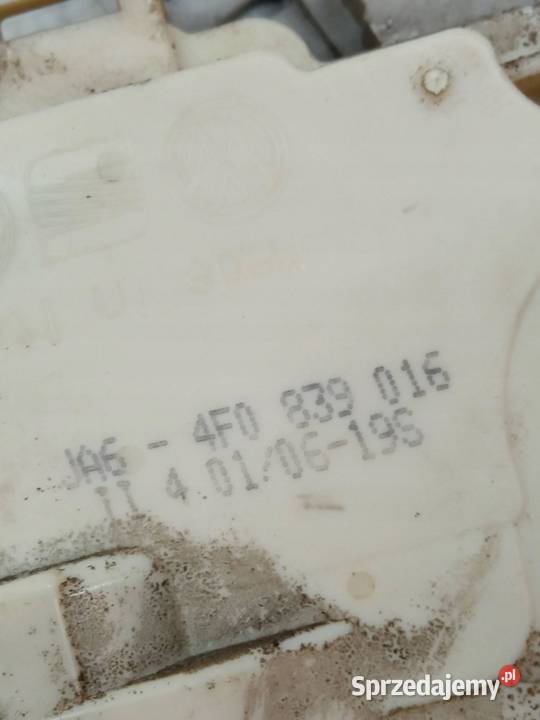 JA6 - 4F0 839 016
II 4 01/06-19S
Sprzedajemy.pl